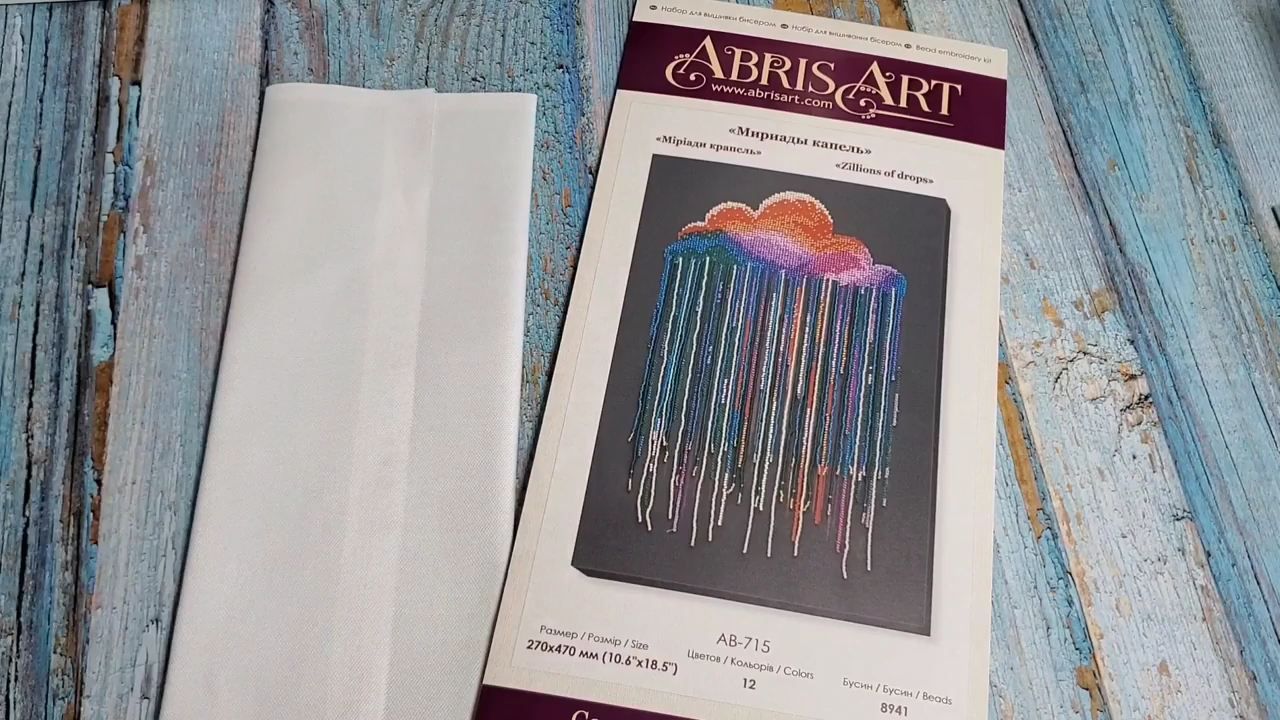 Набор для вышивки бисером Набір для вишивання бісером Bead embroidery kit
ABRIS ART
www.abrisart.com
«Мириады капель»
«Міріади крапель» «Zillions of drops»
Размер / Розмір / Size
270х470 мм (10.6"x18.5")
АВ-715
Цветов / Кольорів / Colors
12
Бусин / Бусин / Beads
8941